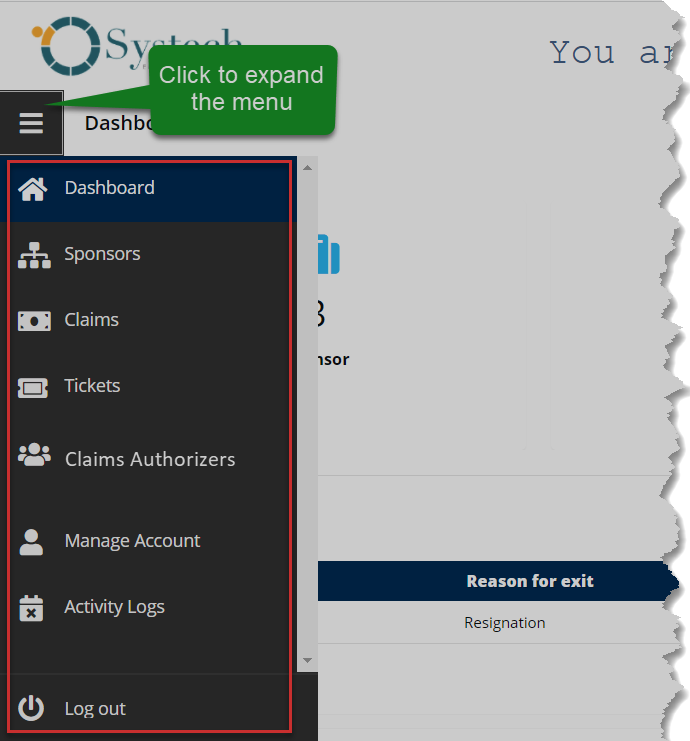 Systech
You ar
Click to expand
the menu
Dashbo
Dashboard
Sponsors
Claims
Tickets
Claims Authorizers
Manage Account
Activity Logs
Log out
3
nsor
Reason for exit
Resignation